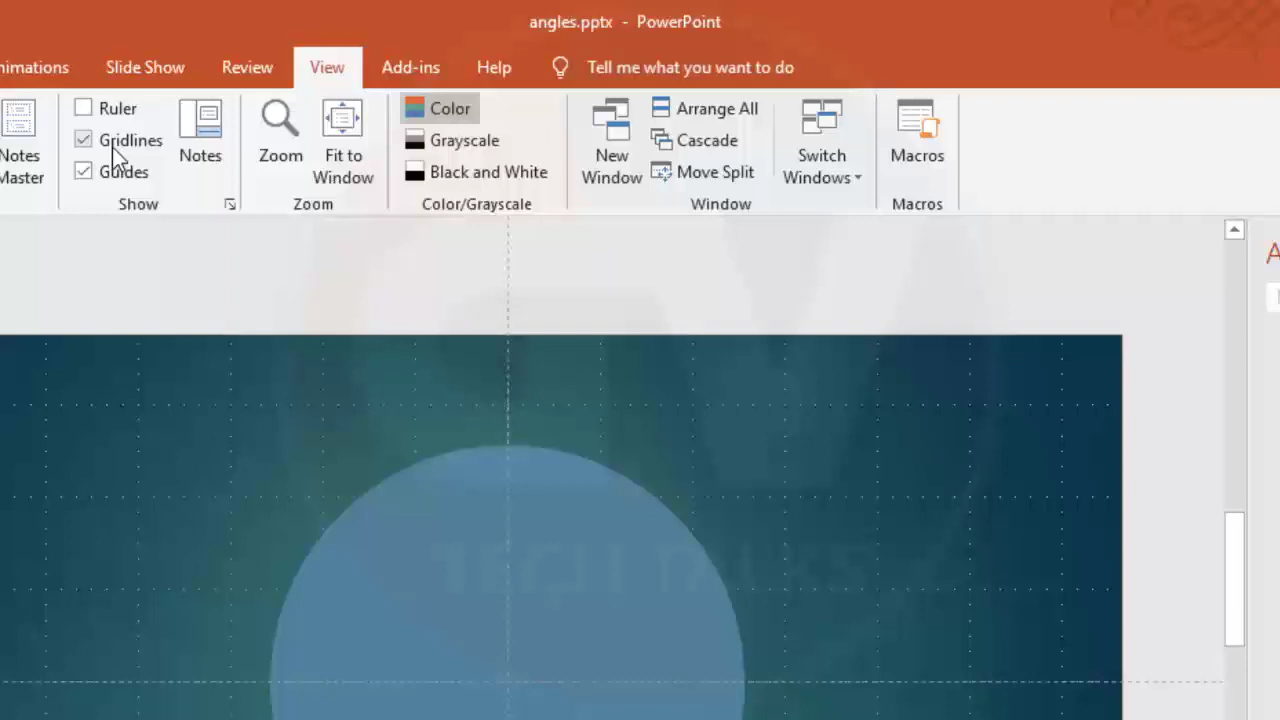 angles.pptx - PowerPoint
nimations Slide Show Review View Add-ins Help Tell me what you want to do
Ruler
Gridlines
Guides
Notes
Master
Notes
Show
Zoom
Fit to
Window
Zoom
Color
Grayscale
Black and White
Color/Grayscale
New
Window
Arrange All
Cascade
Move Split
Switch
Windows
Window
Macros
Macros
A
TECH TALKS